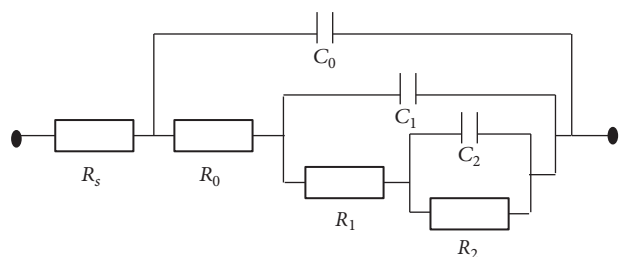 C₀
C₁
C₂
Rₛ
R₀
R₁
R₂